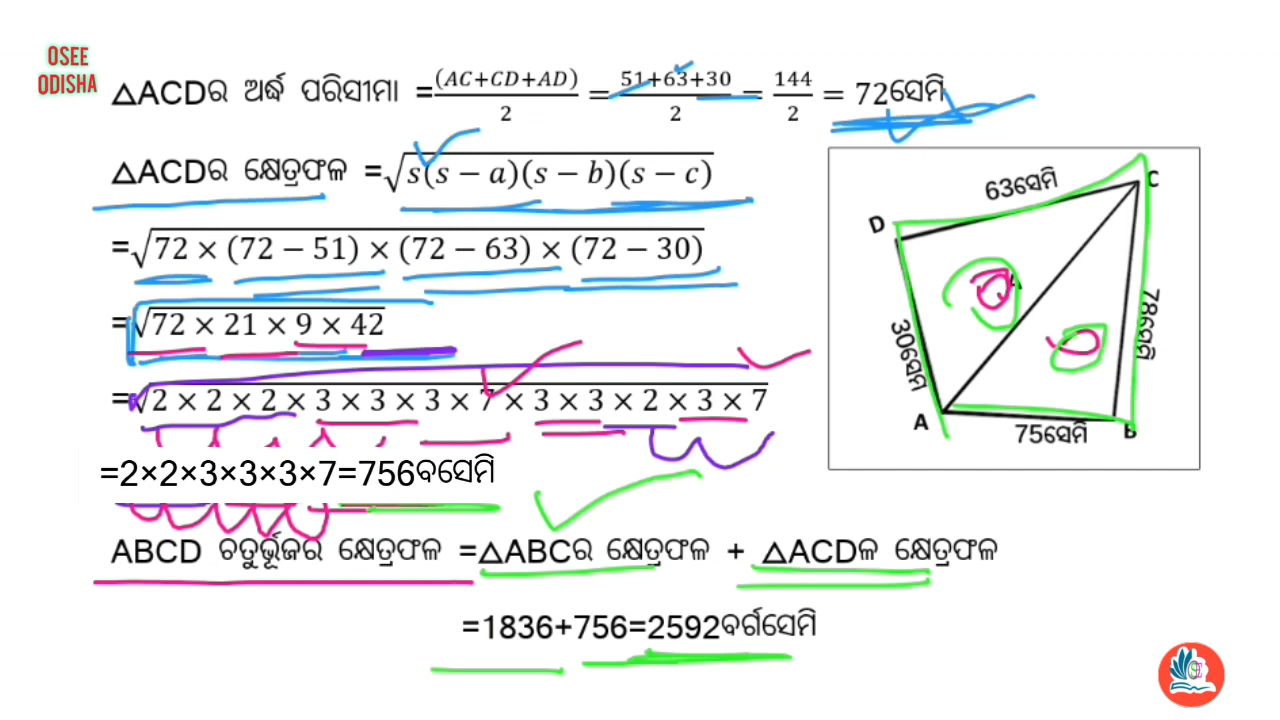 OSEE
ODISHA
△ACDର ଅର୍ଦ୍ଧ ପରିସୀମା =(AC+CD+AD)/2 = 51+63+30/2 = 144/2 = 72ସେମି
△ACDର କ୍ଷେତ୍ରଫଳ =√s(s − a)(s − b)(s − c)
=√72 × (72 − 51) × (72 − 63) × (72 − 30)
=√72 × 21 × 9 × 42
=√2 × 2 × 2 × 3 × 3 × 3 × 7 × 3 × 3 × 2 × 3 × 7
=2×2×3×3×3×7=756ବସେମି
ABCD ଚତୁର୍ଭୂଜର କ୍ଷେତ୍ରଫଳ =△ABCର କ୍ଷେତ୍ରଫଳ + △ACDଳ କ୍ଷେତ୍ରଫଳ
=1836+756=2592ବର୍ଗସେମି
63ସେମି
C
D
30ସେମି
78ସେମି
A
75ସେମି
B